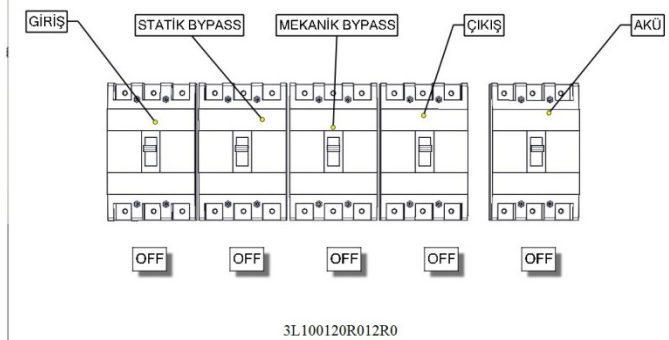 GİRİŞ
STATİK BYPASS
MEKANİK BYPASS
ÇIKIŞ
AKÜ
OFF
OFF
OFF
OFF
OFF
3L100120R012R0